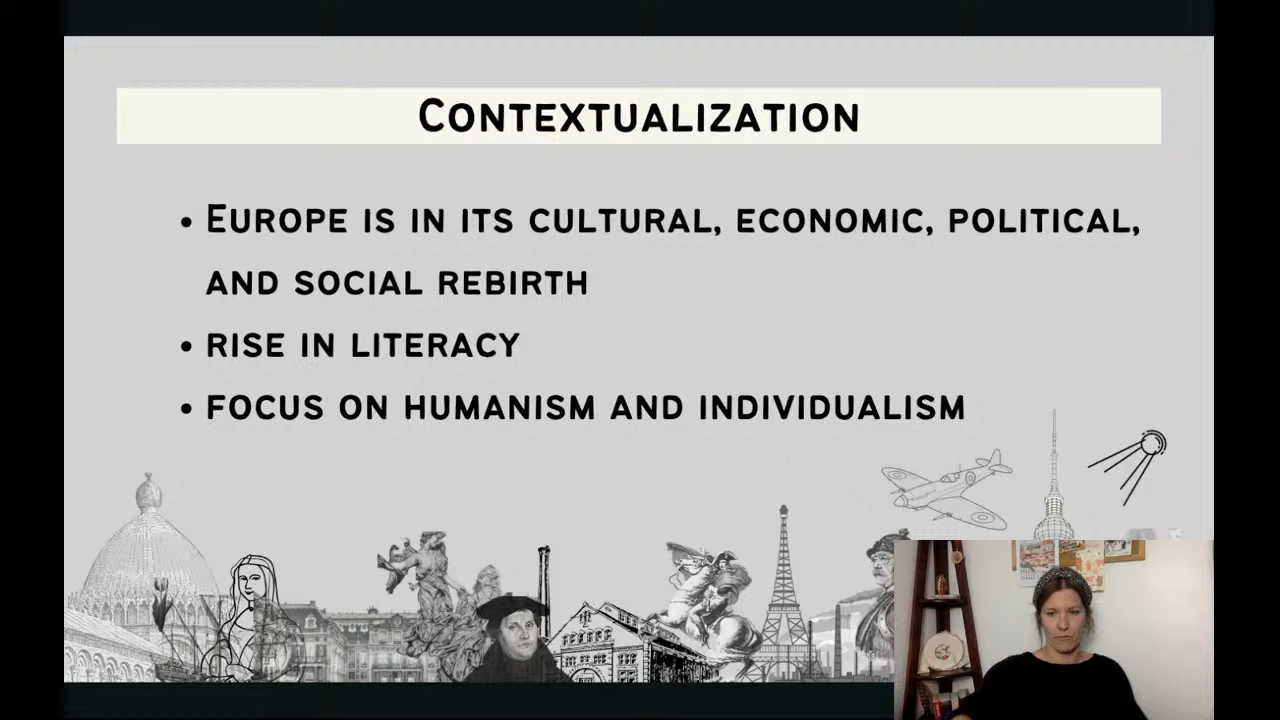 Contextualization
• Europe is in its cultural, economic, political,
and social rebirth
• rise in literacy
• focus on humanism and individualism